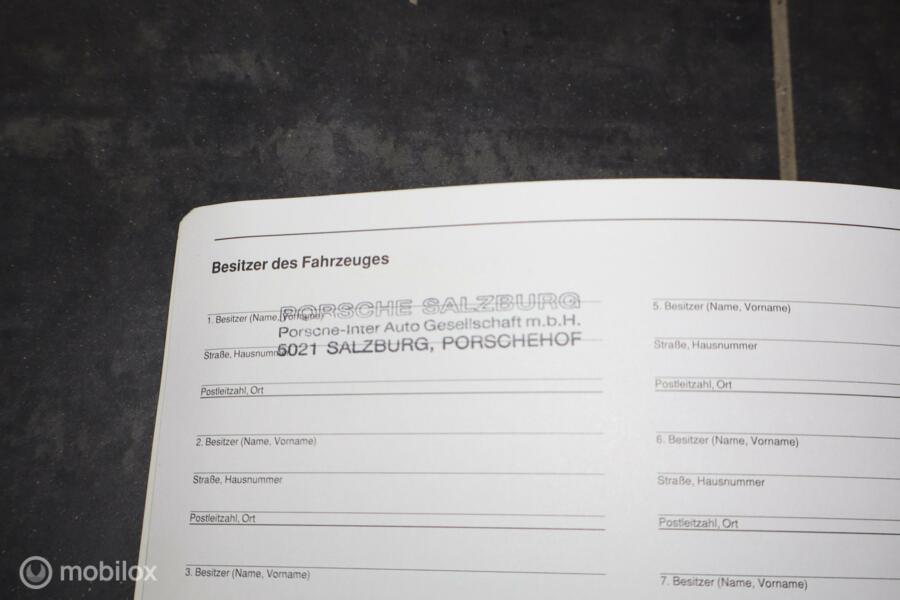 Besitzer des Fahrzeuges
1. Besitzer (Name, Vorname)
PORSCHE SALZBURG
Porsche-Inter Auto Gesellschaft m.b.H.
Straße, Hausnummer
5021 SALZBURG, PORSCHEHOF
Postleitzahl, Ort
2. Besitzer (Name, Vorname)
Straße, Hausnummer
Postleitzahl, Ort
3. Besitzer (Name, Vorname)
5. Besitzer (Name, Vorname)
Straße, Hausnummer
Postleitzahl, Ort
6. Besitzer (Name, Vorname)
Straße, Hausnummer
Postleitzahl, Ort
7. Besitzer (Name, Vorname)
mobilox